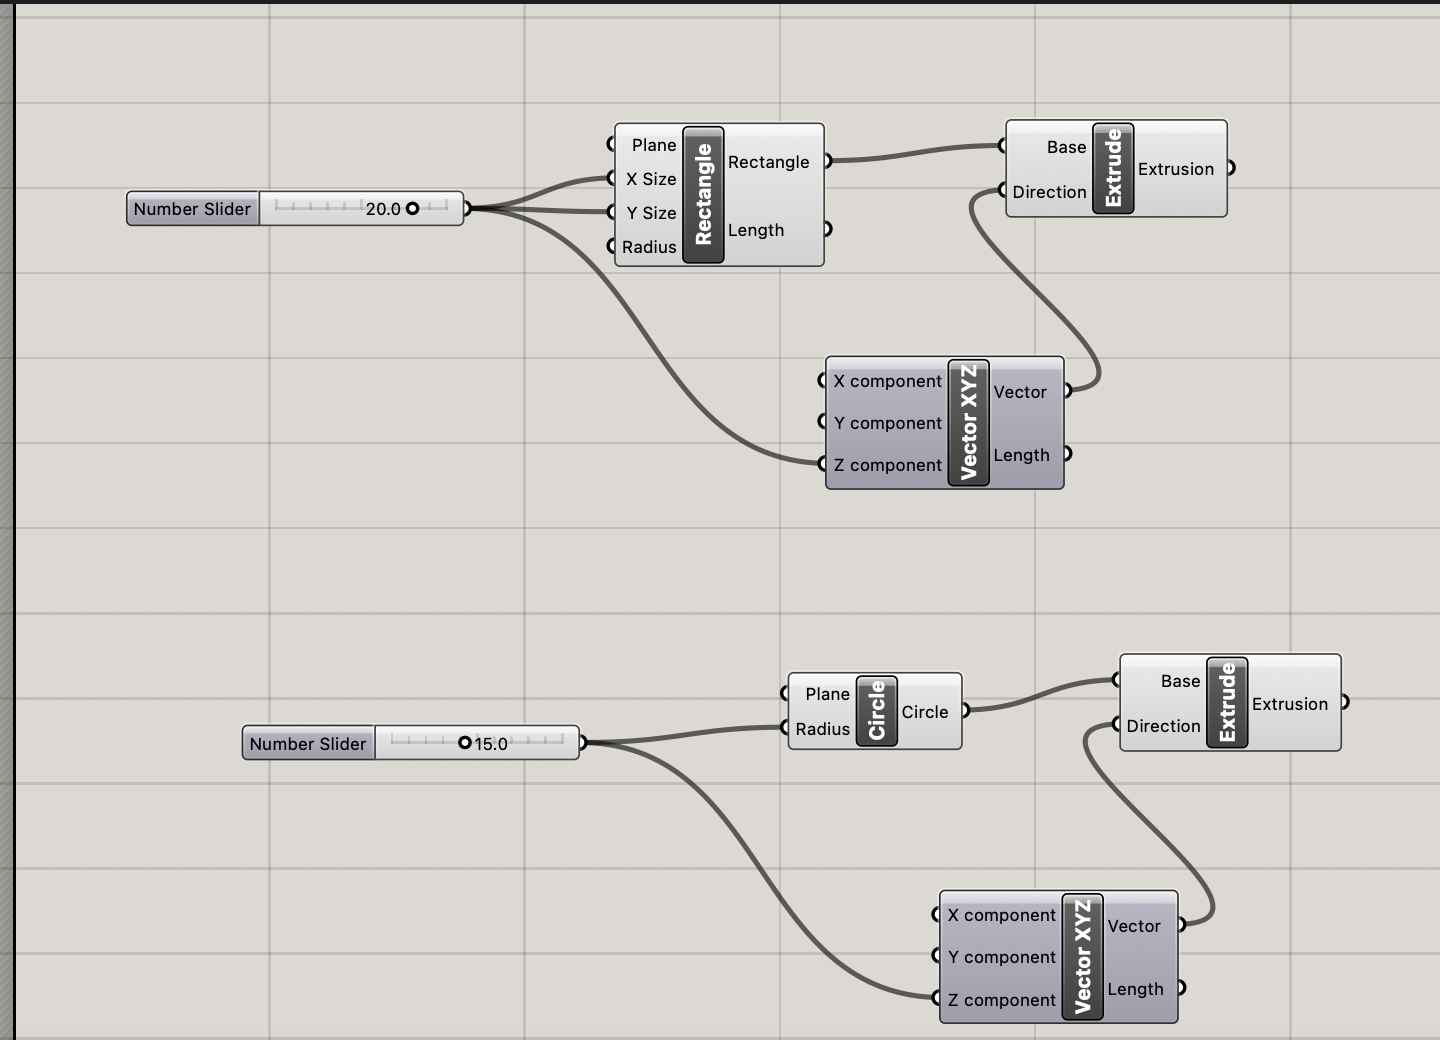 Number Slider
20.0
Plane
X Size
Y Size
Radius
Rectangle
Rectangle
Length
Base
Direction
Extrude
Extrusion
X component
Y component
Z component
Vector XYZ
Vector
Length
Number Slider
15.0
Plane
Radius
Circle
Circle
Base
Direction
Extrude
Extrusion
X component
Y component
Z component
Vector XYZ
Vector
Length